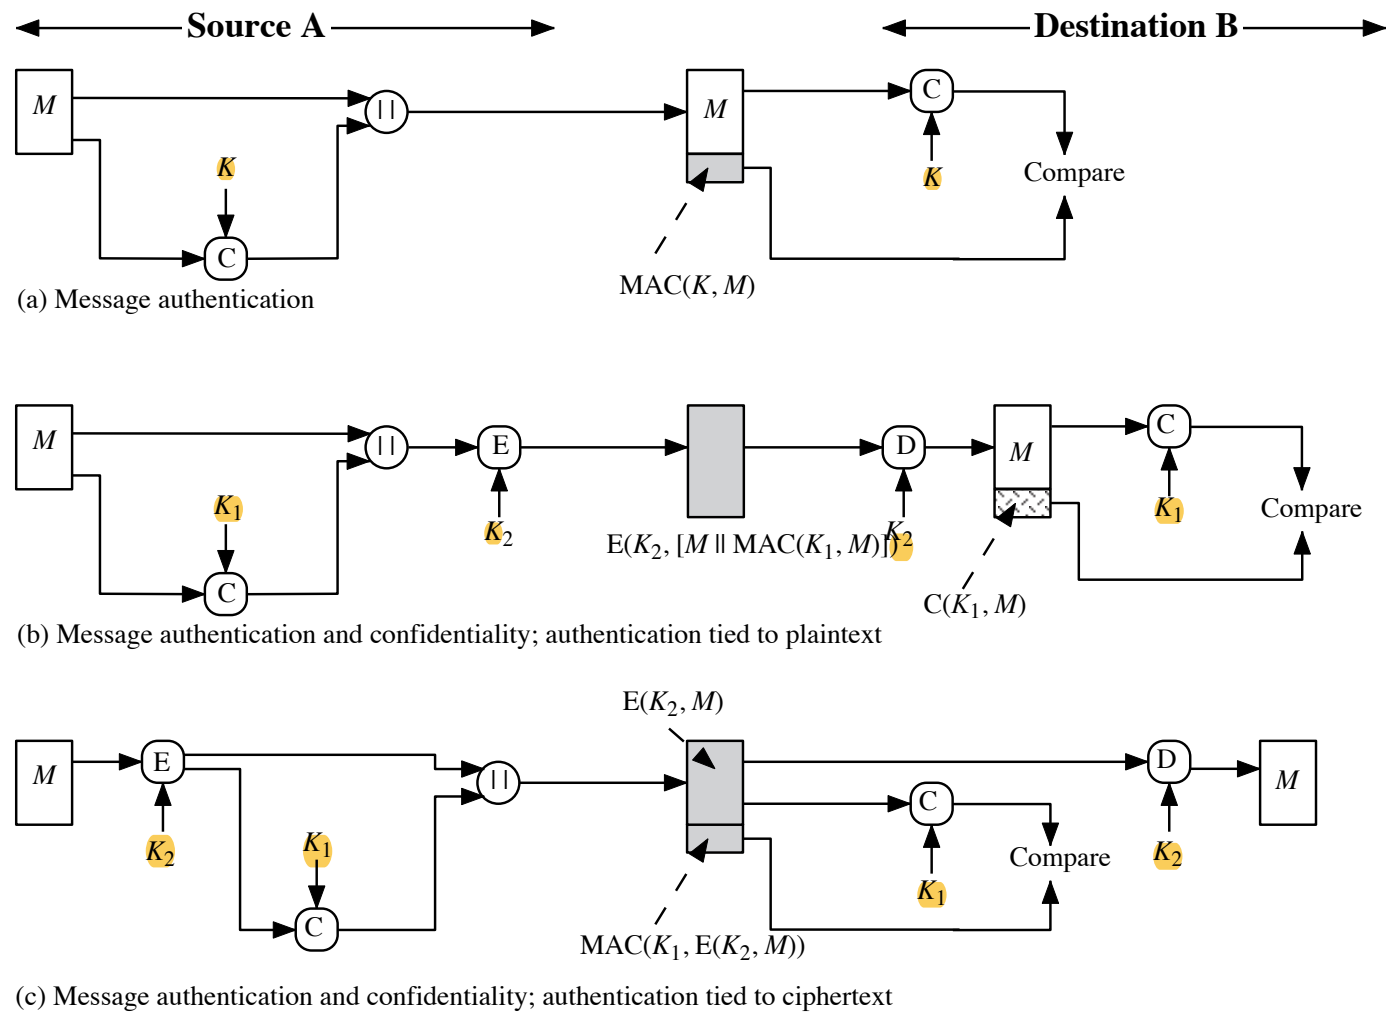 Source A
Destination B
M
||
M
C
K
K
Compare
C
MAC(K, M)
(a) Message authentication
M
||
E
D
M
C
K₁
K₂
K₂
K₁
Compare
E(K₂, [M || MAC(K₁, M)])
C
C(K₁, M)
(b) Message authentication and confidentiality; authentication tied to plaintext
E(K₂, M)
M
E
||
D
M
C
K₂
K₁
Compare
K₂
K₁
C
MAC(K₁, E(K₂, M))
(c) Message authentication and confidentiality; authentication tied to ciphertext